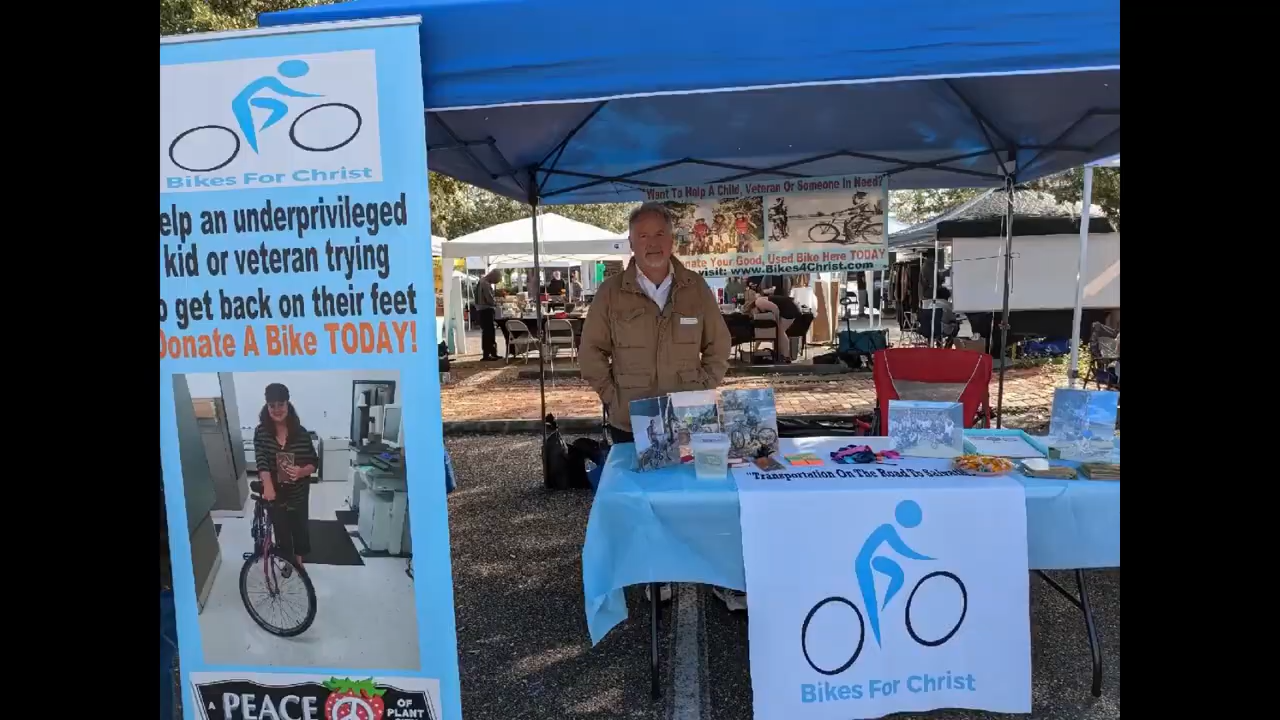 Bikes For Christ
elp an underprivileged
kid or veteran trying
o get back on their feet
Donate A Bike TODAY!
A PEACE OF PLANT
Want To Help A Child, Veteran Or Someone In Need?
nate Your Good, Used Bike Here TODAY
visit: www.Bikes4Christ.com
"Transportation On The Road To
Bikes For Christ